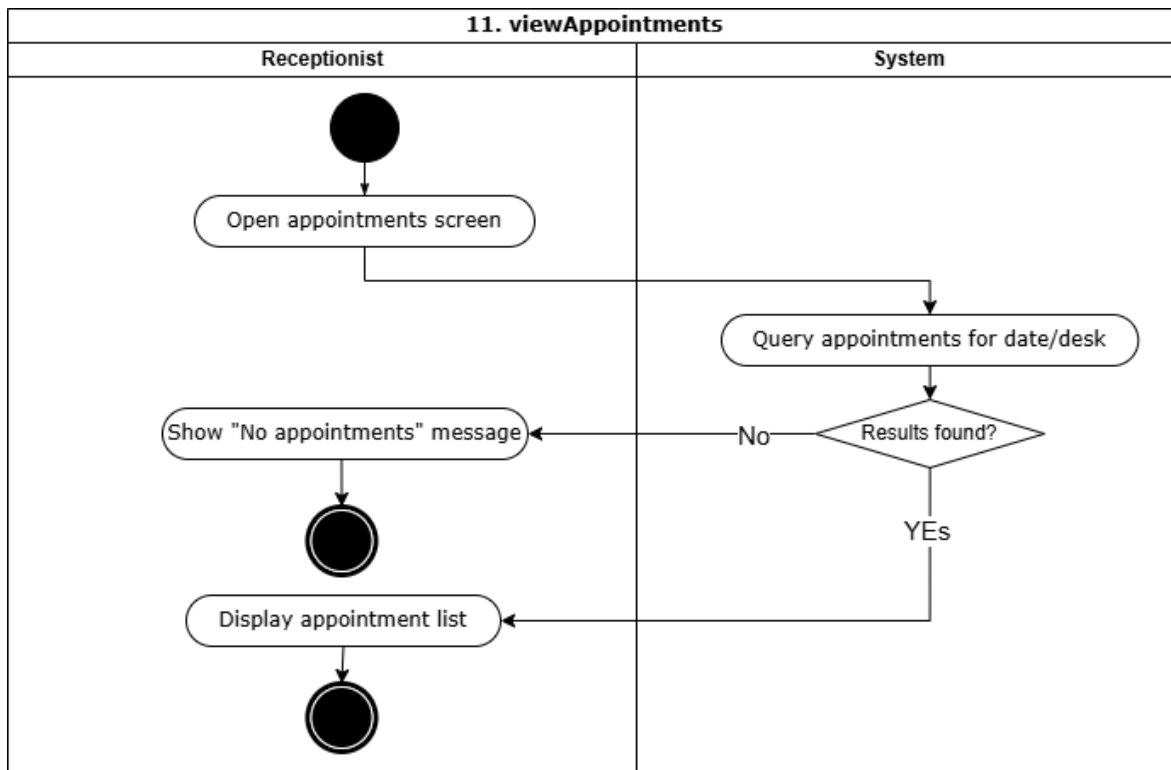 11. viewAppointments
Receptionist
System
Open appointments screen
Query appointments for date/desk
Show "No appointments" message
No
Results found?
YEs
Display appointment list